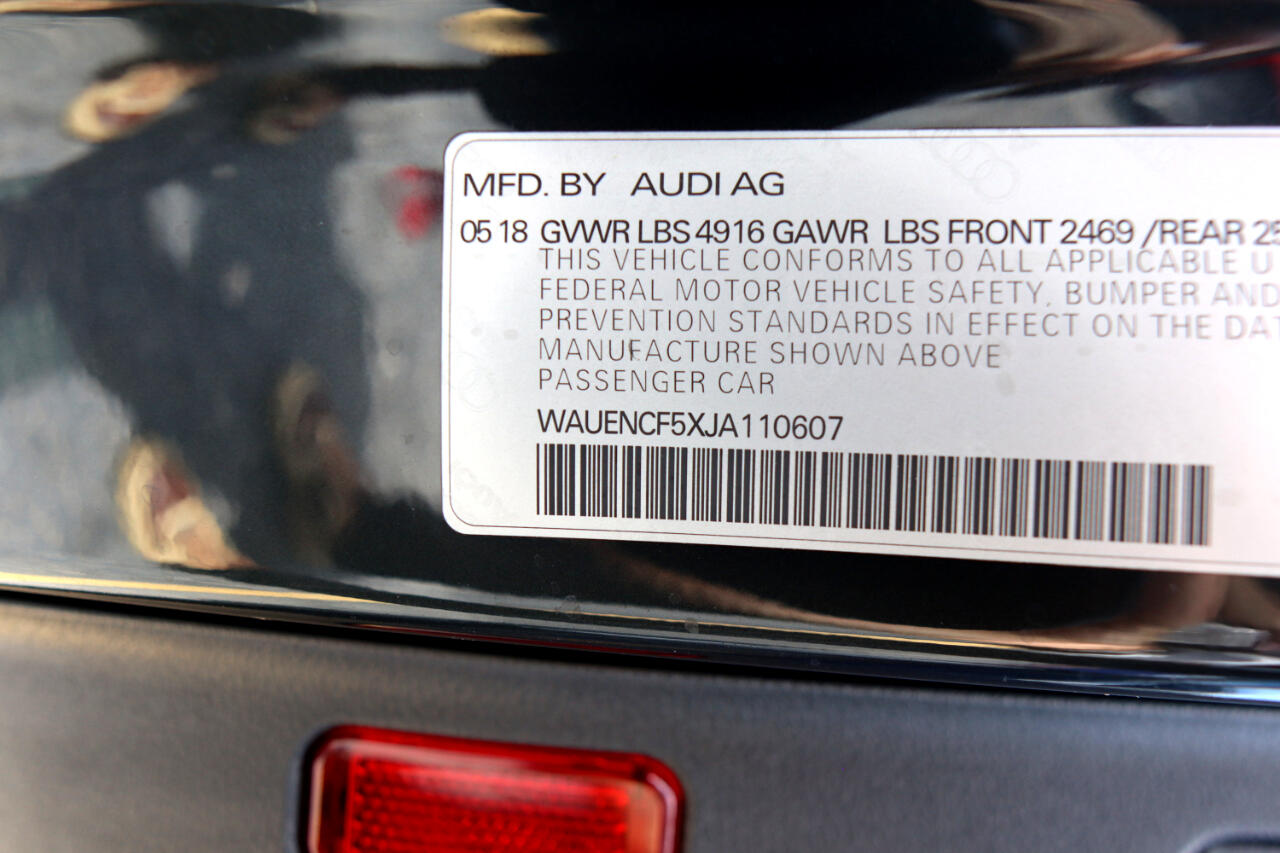 MFD. BY AUDI AG
05 18 GVWR LBS 4916 GAWR LBS FRONT 2469 /REAR 25
THIS VEHICLE CONFORMS TO ALL APPLICABLE U
FEDERAL MOTOR VEHICLE SAFETY, BUMPER AND
PREVENTION STANDARDS IN EFFECT ON THE DAT
MANUFACTURE SHOWN ABOVE
PASSENGER CAR
WAUENCF5XJA110607